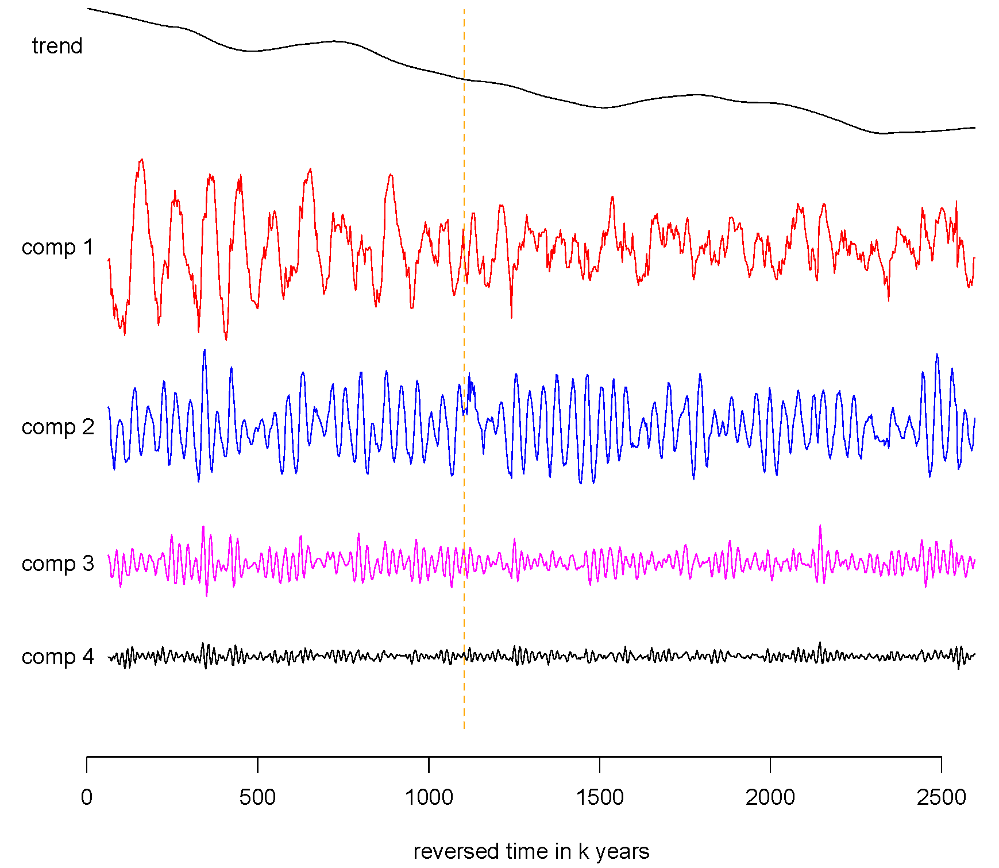 trend
comp 1
comp 2
comp 3
comp 4
0 500 1000 1500 2000 2500
reversed time in k years